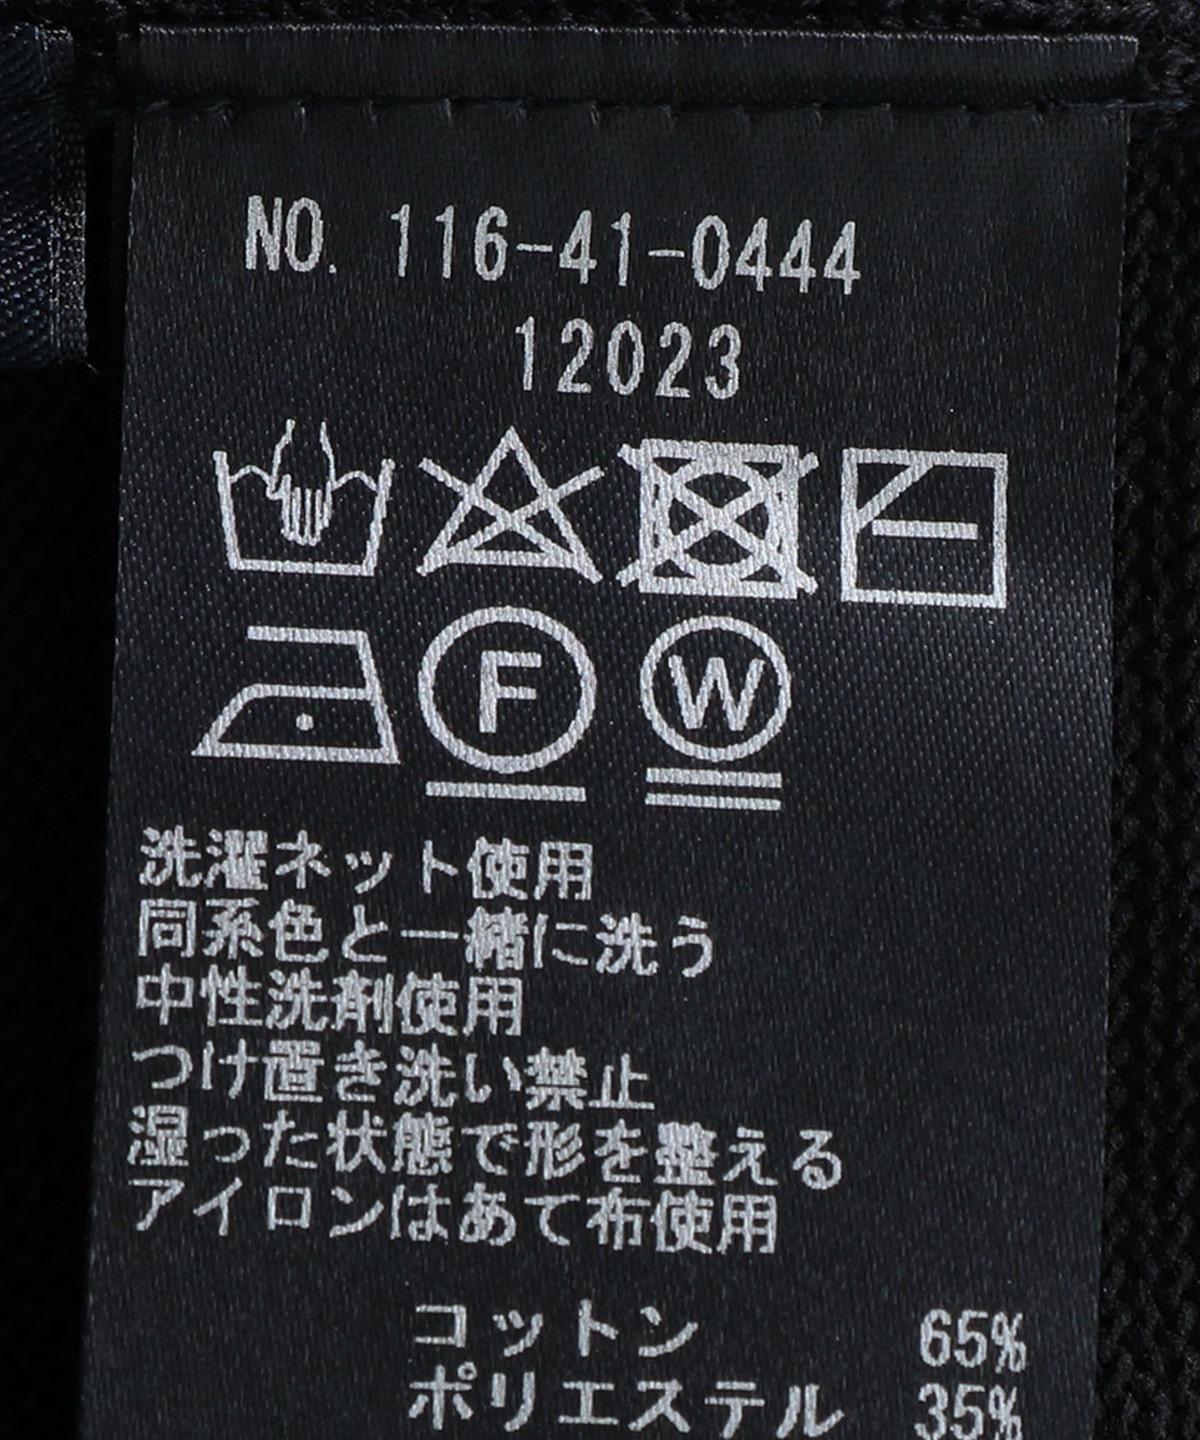 NO. 116-41-0444
12023
F W
洗濯ネット使用
同系色と一緒に洗う
中性洗剤使用
つけ置き洗い禁止
湿った状態で形を整える
アイロンはあて布使用
コットン 65%
ポリエステル 35%